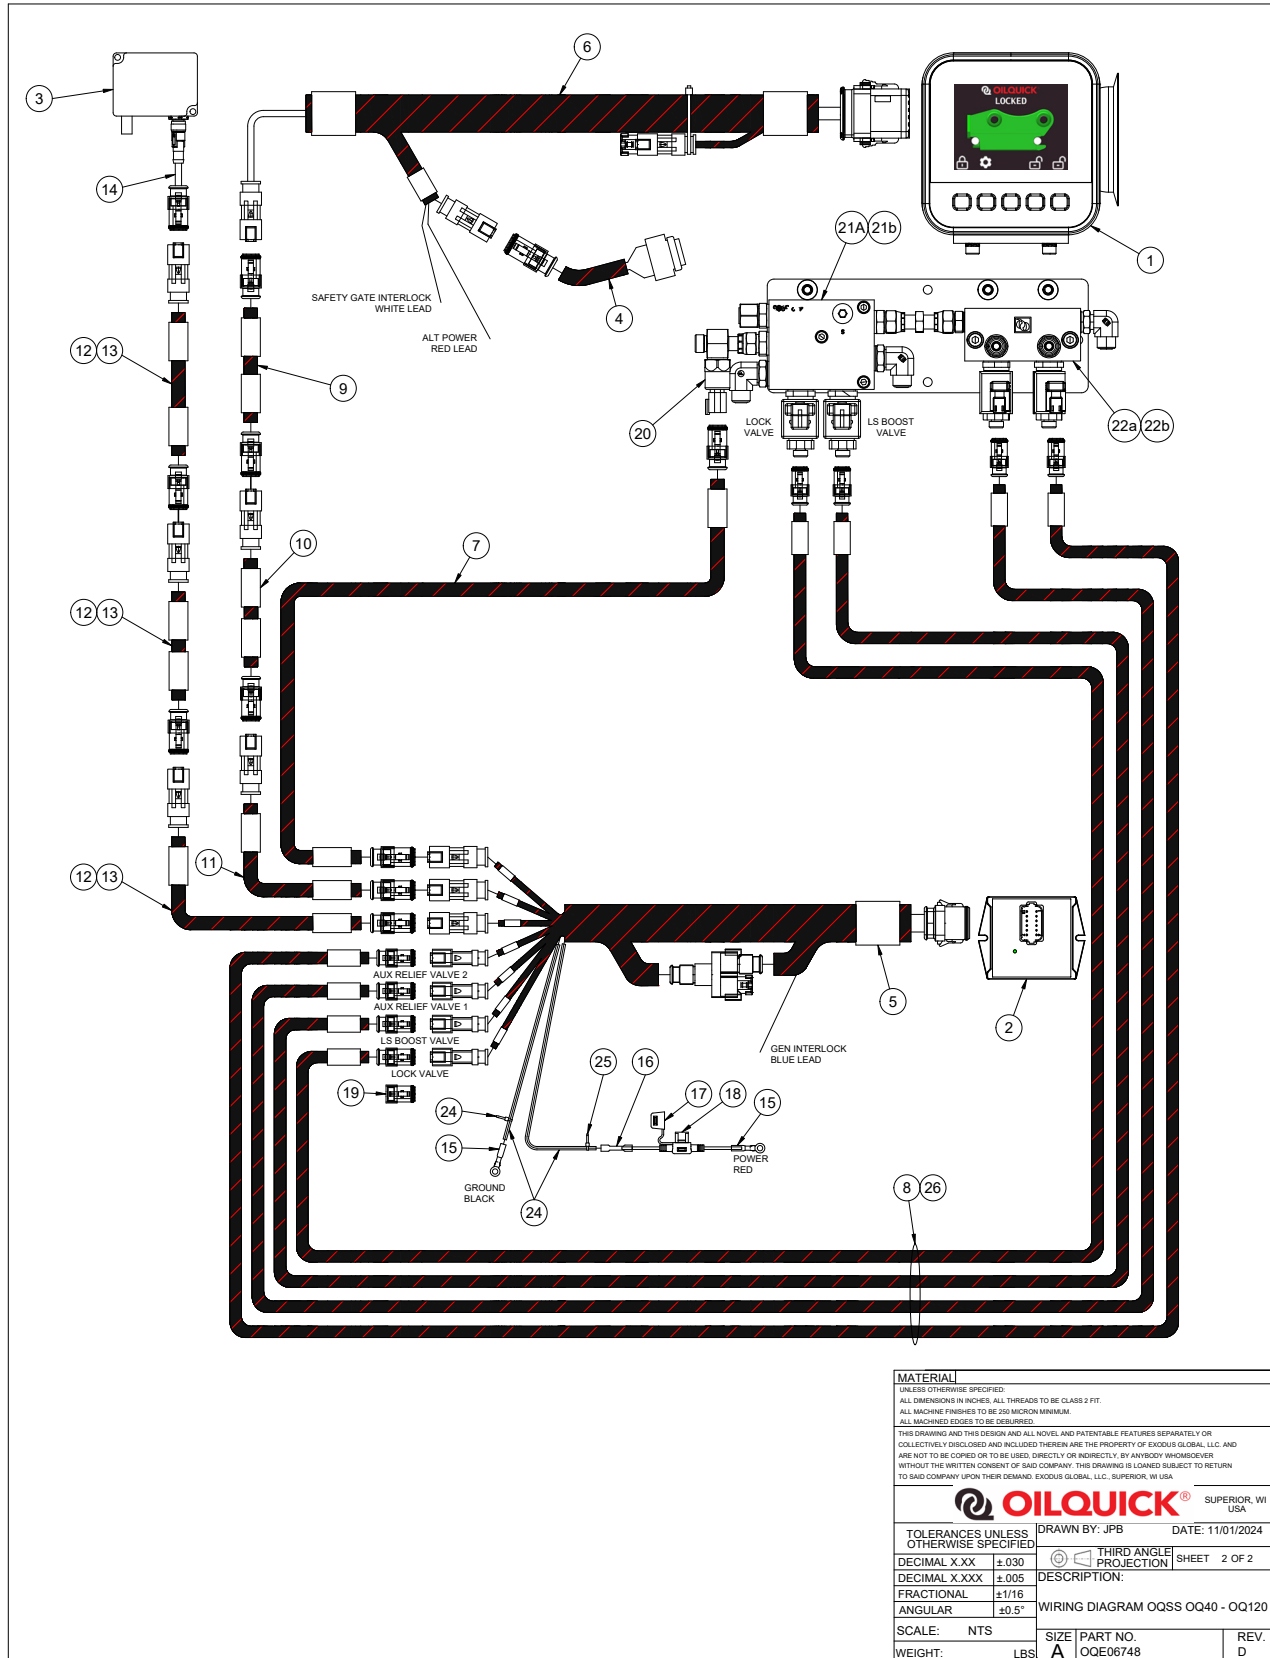 6
3
OILQUICK
LOCKED
14
21A
21b
1
SAFETY GATE INTERLOCK
WHITE LEAD
4
ALT POWER
RED LEAD
12
13
9
20
LOCK
VALVE
LS BOOST
VALVE
22a
22b
10
7
12
13
11
12
13
AUX RELIEF VALVE 2
AUX RELIEF VALVE 1
LS BOOST VALVE
LOCK VALVE
5
2
GEN INTERLOCK
BLUE LEAD
19
24
25
16
17
18
15
15
POWER
RED
GROUND
BLACK
24
8
26
MATERIAL
UNLESS OTHERWISE SPECIFIED:
ALL DIMENSIONS IN INCHES, ALL THREADS TO BE CLASS 2 FIT.
ALL MACHINE FINISHES TO BE 250 MICRON MINIMUM.
ALL MACHINED EDGES TO BE DEBURRED.
THIS DRAWING AND THIS DESIGN AND ALL NOVEL AND PATENTABLE FEATURES SEPARATELY OR
COLLECTIVELY DISCLOSED AND INCLUDED THEREIN ARE THE PROPERTY OF EXODUS GLOBAL, LLC. AND
ARE NOT TO BE COPIED OR TO BE USED, DIRECTLY OR INDIRECTLY, BY ANYBODY WHOMSOEVER
WITHOUT THE WRITTEN CONSENT OF SAID COMPANY. THIS DRAWING IS LOANED SUBJECT TO RETURN
TO SAID COMPANY UPON THEIR DEMAND. EXODUS GLOBAL, LLC., SUPERIOR, WI USA
OILQUICK®
SUPERIOR, WI
USA
TOLERANCES UNLESS
OTHERWISE SPECIFIED
DRAWN BY: JPB
DATE: 11/01/2024
DECIMAL X.XX ±.030
THIRD ANGLE
PROJECTION
SHEET 2 OF 2
DECIMAL X.XXX ±.005
DESCRIPTION:
FRACTIONAL ±1/16
WIRING DIAGRAM OQSS OQ40 - OQ120
ANGULAR ±0.5°
SCALE: NTS
SIZE
A
PART NO.
OQE06748
REV.
D
WEIGHT: LBS